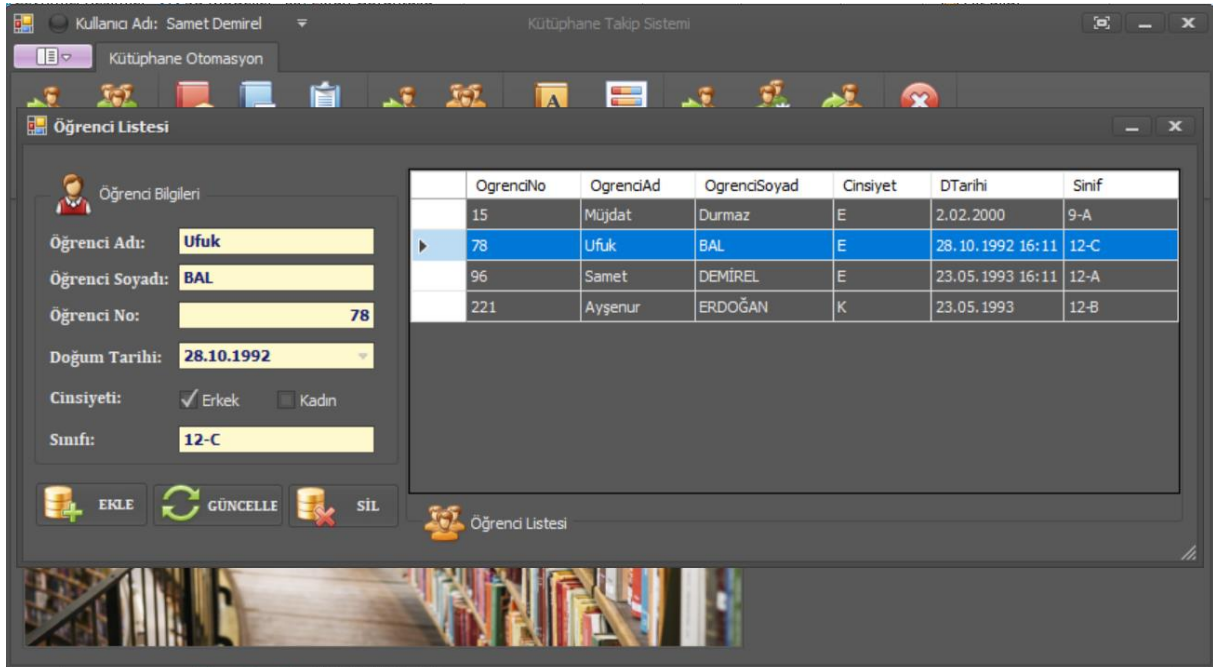 Kullanıcı Adı: Samet Demirel
Kütüphane Takip Sistemi
Kütüphane Otomasyon
A
Öğrenci Listesi
Öğrenci Bilgileri
Öğrenci Adı: Ufuk
Öğrenci Soyadı: BAL
Öğrenci No: 78
Doğum Tarihi: 28.10.1992
Cinsiyeti: Erkek Kadın
Sınıfı: 12-C
EKLE GÜNCELLE SİL
OgrenciNo OgrenciAd OgrenciSoyad Cinsiyet DTarihi Sinif
15 Müjdat Durmaz E 2.02.2000 9-A
78 Ufuk BAL E 28.10.1992 16:11 12-C
96 Samet DEMİREL E 23.05.1993 16:11 12-A
221 Ayşenur ERDOĞAN K 23.05.1993 12-B
Öğrenci Listesi